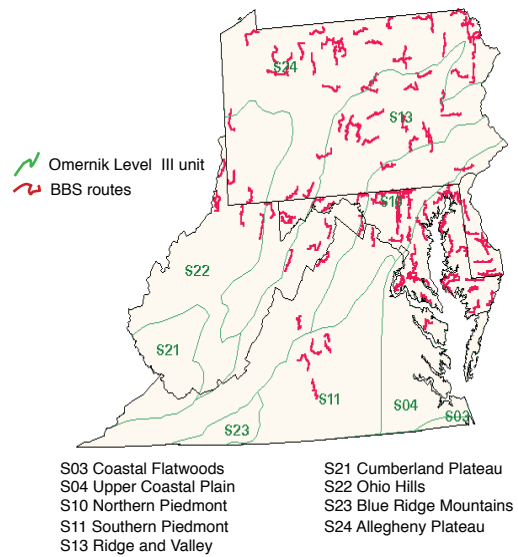 S24
S13
Omernik Level III unit
BBS routes
S10
S22
S21
S11
S04
S03
S23
S03 Coastal Flatwoods
S04 Upper Coastal Plain
S10 Northern Piedmont
S11 Southern Piedmont
S13 Ridge and Valley
S21 Cumberland Plateau
S22 Ohio Hills
S23 Blue Ridge Mountains
S24 Allegheny Plateau